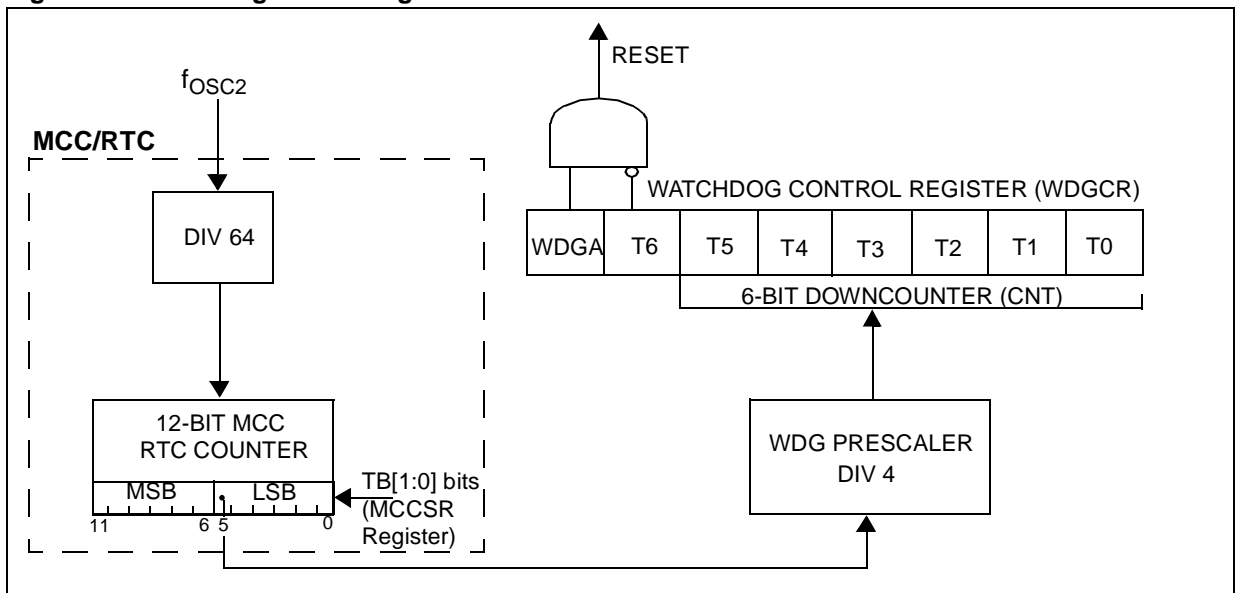 RESET
fOSC2
MCC/RTC
DIV 64
WATCHDOG CONTROL REGISTER (WDGCR)
WDGA T6 T5 T4 T3 T2 T1 T0
6-BIT DOWNCOUNTER (CNT)
12-BIT MCC
RTC COUNTER
MSB LSB
11 6 5 0
TB[1:0] bits
(MCCSR
Register)
WDG PRESCALER
DIV 4